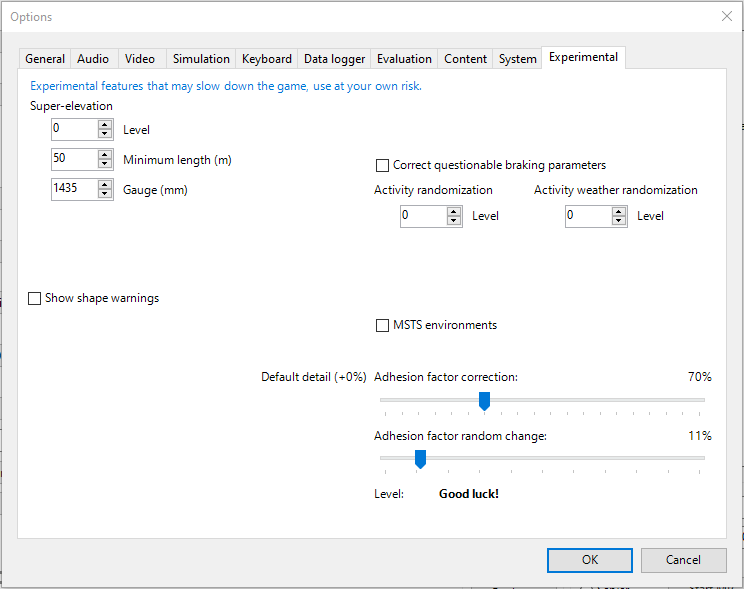 Options
General Audio Video Simulation Keyboard Data logger Evaluation Content System Experimental
Experimental features that may slow down the game, use at your own risk.
Super-elevation
0 Level
50 Minimum length (m)
Correct questionable braking parameters
1435 Gauge (mm)
Activity randomization Activity weather randomization
0 Level 0 Level
Show shape warnings
MSTS environments
Default detail (+0%) Adhesion factor correction: 70%
Adhesion factor random change: 11%
Level: Good luck!
OK Cancel